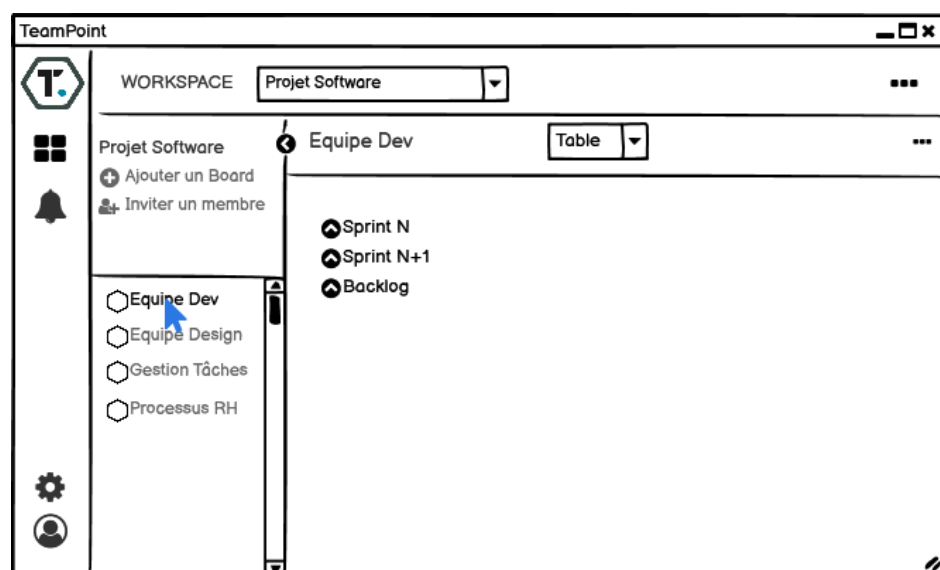 TeamPoint
T.
WORKSPACE
Projet Software
Projet Software
Ajouter un Board
Inviter un membre
Equipe Dev
Table
Sprint N
Sprint N+1
Backlog
Equipe Dev
Equipe Design
Gestion Tâches
Processus RH